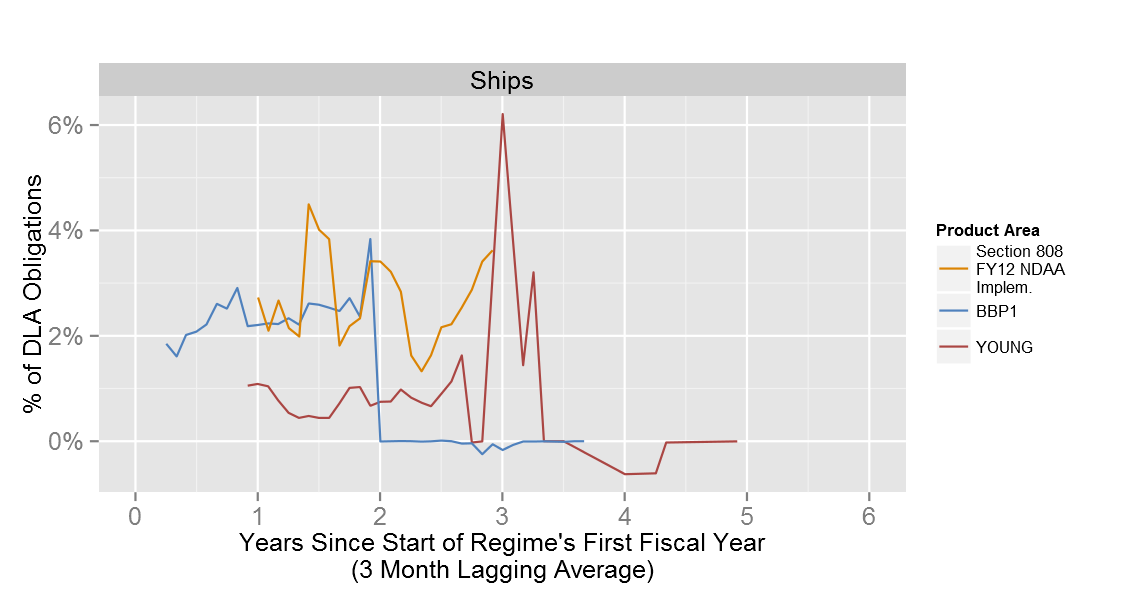 Ships
6%
4%
2%
0%
% of DLA Obligations
0 1 2 3 4 5 6
Years Since Start of Regime's First Fiscal Year
(3 Month Lagging Average)
Product Area
Section 808
FY12 NDAA
Implem.
BBP1
YOUNG